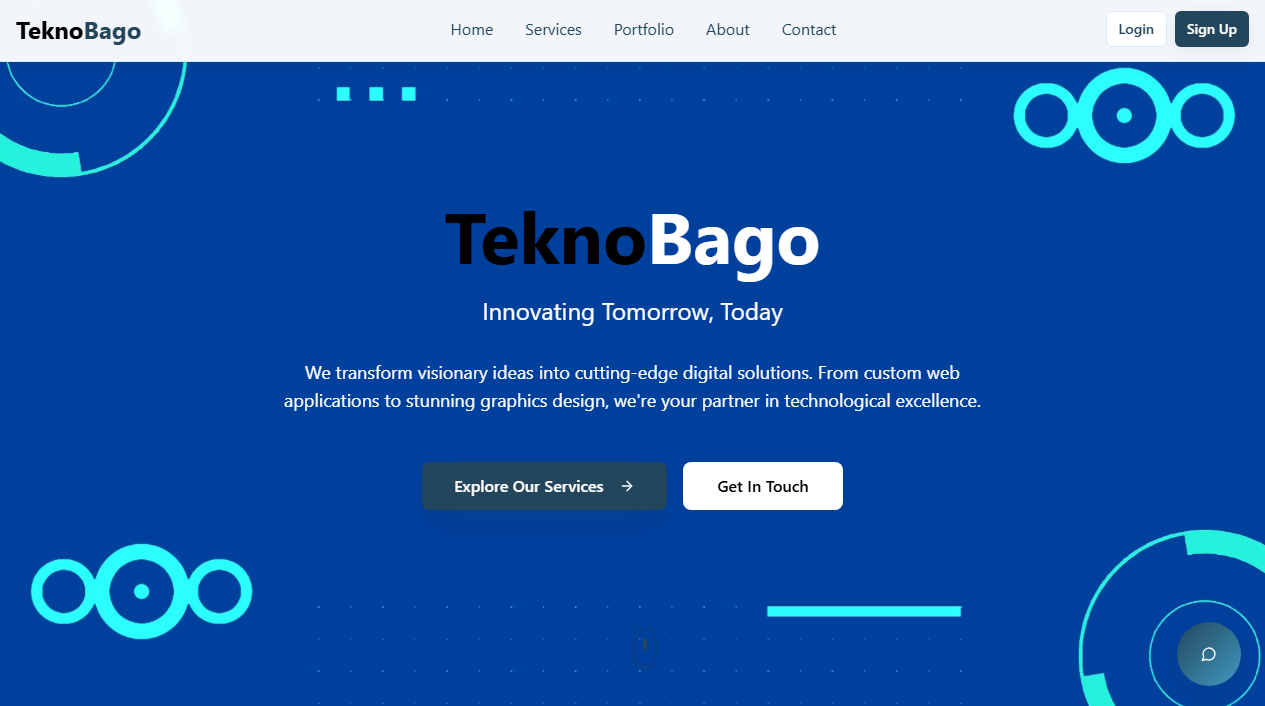 TeknoBago
Home
Services
Portfolio
About
Contact
Login
Sign Up
TeknoBago
Innovating Tomorrow, Today
We transform visionary ideas into cutting-edge digital solutions. From custom web
applications to stunning graphics design, we're your partner in technological excellence.
Explore Our Services →
Get In Touch